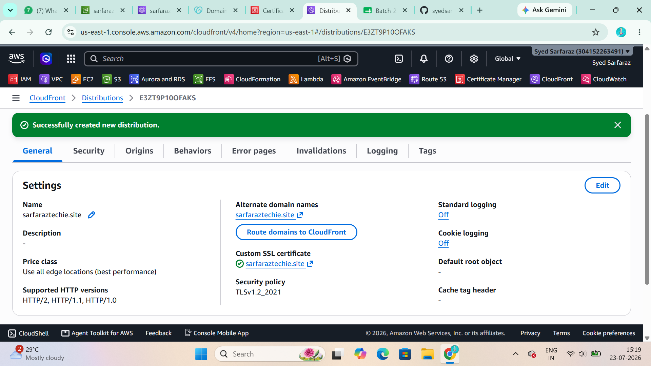 sarfaraz
sarfaraz
Domain
Certific
Distribu
Batch
syedsar
Ask Gemini
us-east-1.console.aws.amazon.com/cloudfront/v4/home?region=us-east-1#/distributions/E3ZT9P10OFAKS
aws
Search
[Alt+S]
Global
Syed Sarfaraz (304152263491)
Syed Sarfaraz
IAM
VPC
EC2
S3
Aurora and RDS
EFS
CloudFormation
Lambda
Amazon EventBridge
Route 53
Certificate Manager
CloudFront
CloudWatch
CloudFront
Distributions
E3ZT9P10OFAKS
Successfully created new distribution.
General
Security
Origins
Behaviors
Error pages
Invalidations
Logging
Tags
Settings
Edit
Name
sarfaraztechie.site
Description
-
Price class
Use all edge locations (best performance)
Supported HTTP versions
HTTP/2, HTTP/1.1, HTTP/1.0
Alternate domain names
sarfaraztechie.site
Route domains to CloudFront
Custom SSL certificate
sarfaraztechie.site
Security policy
TLSv1.2_2021
Standard logging
Off
Cookie logging
Off
Default root object
-
Cache tag header
-
CloudShell
Agent Toolkit for AWS
Feedback
Console Mobile App
© 2026, Amazon Web Services, Inc. or its affiliates.
Privacy
Terms
Cookie preferences
2
29°C
Mostly cloudy
Search
ENG
IN
15:19
23-07-2026